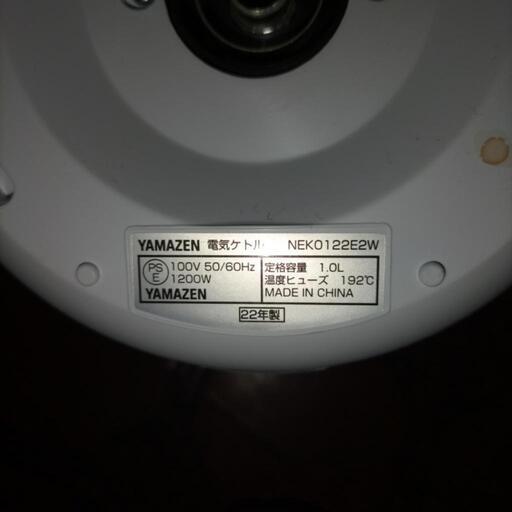 YAMAZEN 電気ケトル NEK0122E2W
PS E 100V 50/60Hz
1200W
YAMAZEN
定格容量 1.0L
温度ヒューズ 192℃
MADE IN CHINA
22年製